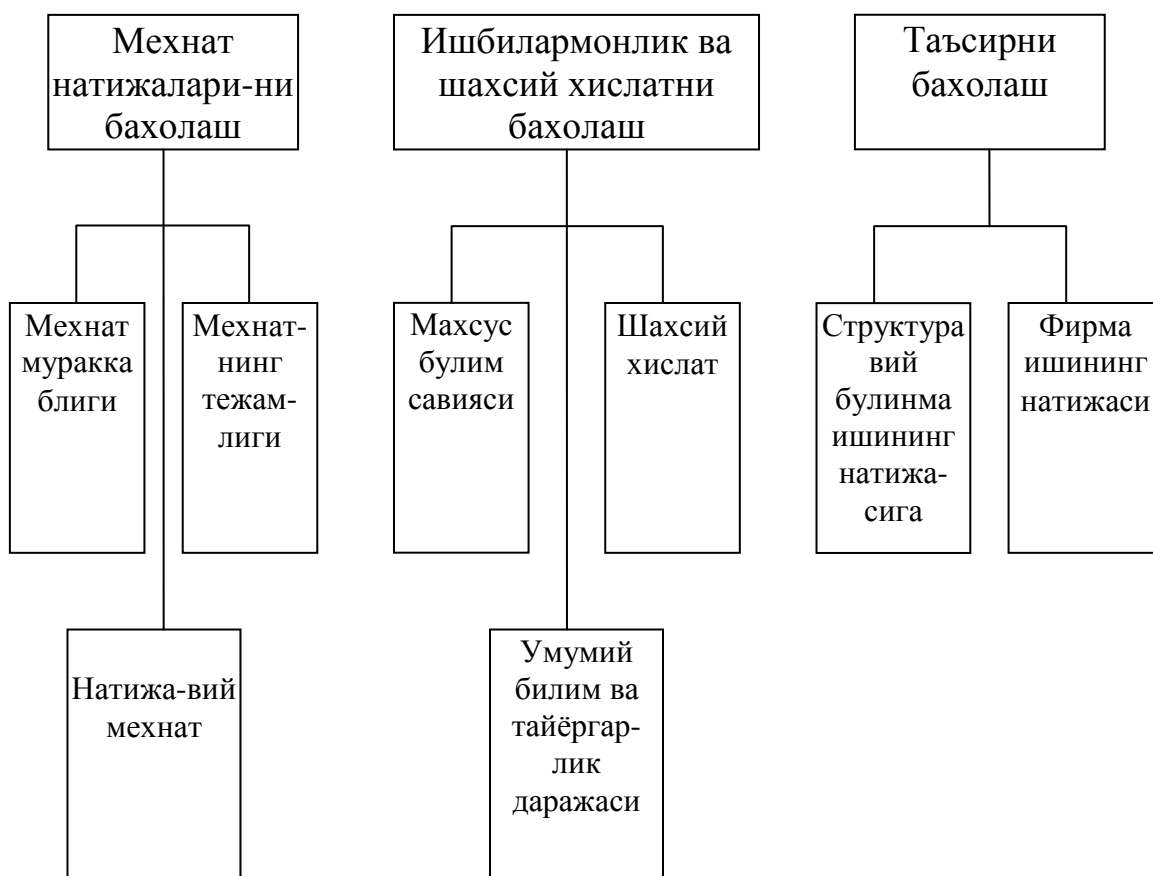 Мехнат
натижалари-ни
бахолаш
Ишбилармонлик ва
шахсий хислатни
бахолаш
Таъсирни
бахолаш
Мехнат
муракка
блиги
Мехнат-
нинг
тежам-
лиги
Махсус
булим
савияси
Шахсий
хислат
Структура
вий
булинма
ишининг
натижа-
сига
Фирма
ишининг
натижаси
Натижа-вий
мехнат
Умумий
билим ва
тайёргар-
лик
даражаси